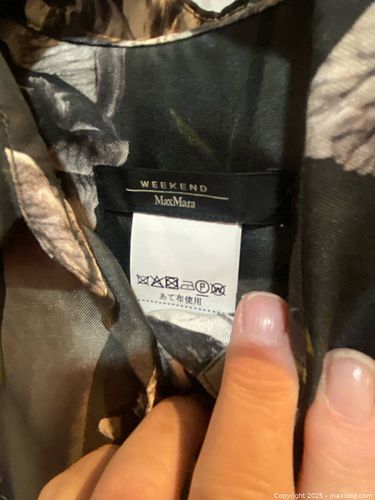 WEEKEND
MaxMara
P W
あて布使用
Copyright © 2025 - maxsold.com